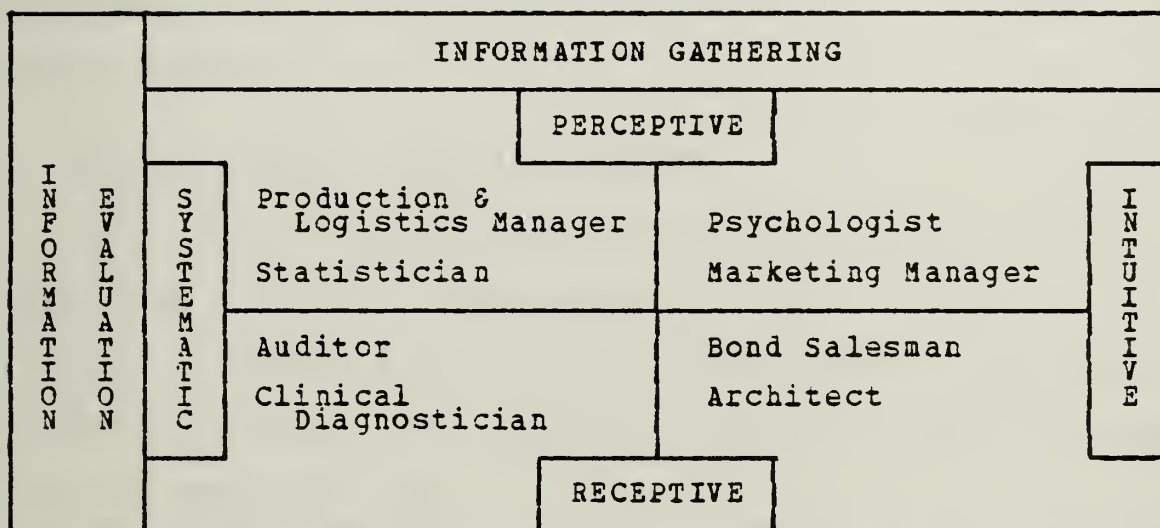 INFORMATION GATHERING
PERCEPTIVE
INFORMATION
EVALUATION
SYSTEMATIC
Production &
Logistics Manager
Statistician
Psychologist
Marketing Manager
INTUITIVE
Auditor
Clinical
Diagnostician
Bond Salesman
Architect
RECEPTIVE